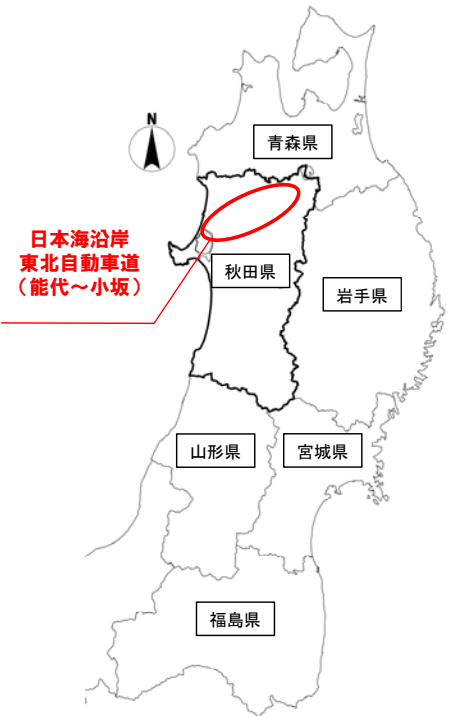 青森県
N
日本海沿岸
東北自動車道
（能代～小坂）
秋田県
岩手県
山形県
宮城県
福島県